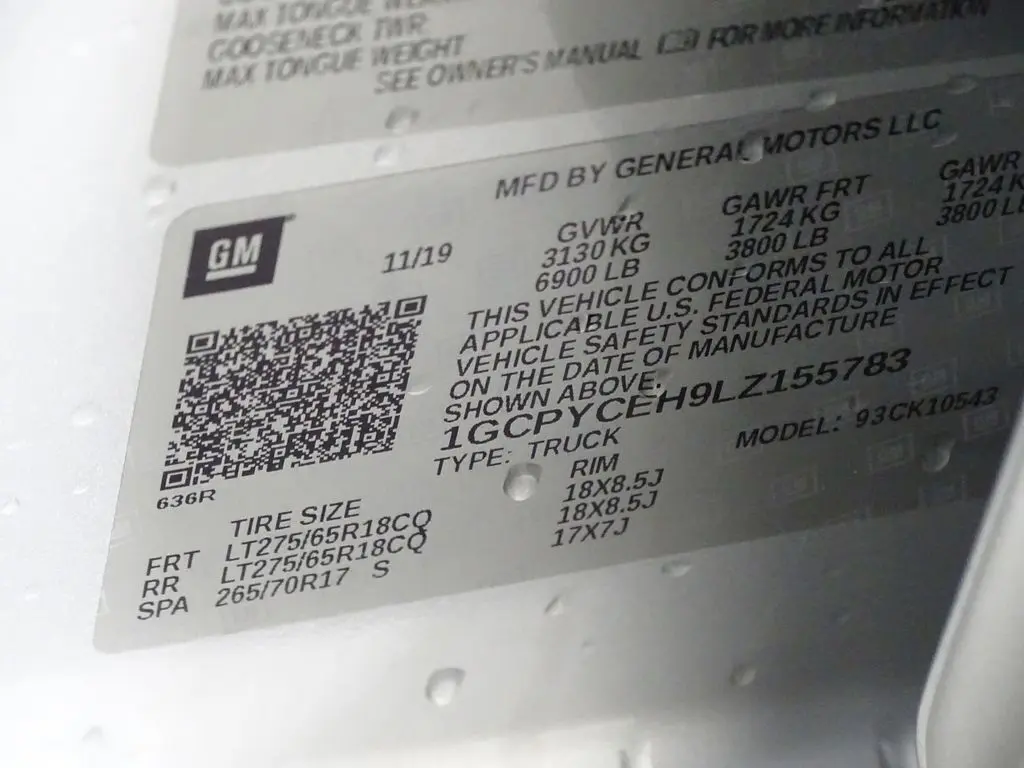 MAX TONGUE
GOOSENECK TWR
MAX TONGUE WEIGHT
SEE OWNER'S MANUAL FOR MORE INFORMATION
MFD BY GENERAL MOTORS LLC
GM
11/19
GVWR GAWR FRT GAWR
3130 KG 1724 KG 1724 K
6900 LB 3800 LB 3800 L
THIS VEHICLE CONFORMS TO ALL
APPLICABLE U.S. FEDERAL MOTOR
VEHICLE SAFETY STANDARDS IN EFFECT
ON THE DATE OF MANUFACTURE
SHOWN ABOVE.
1GCPYCEH9LZ155783
TYPE: TRUCK MODEL: 93CK10543
636R
TIRE SIZE RIM
FRT LT275/65R18CQ 18X8.5J
RR LT275/65R18CQ 18X8.5J
SPA 265/70R17 S 17X7J